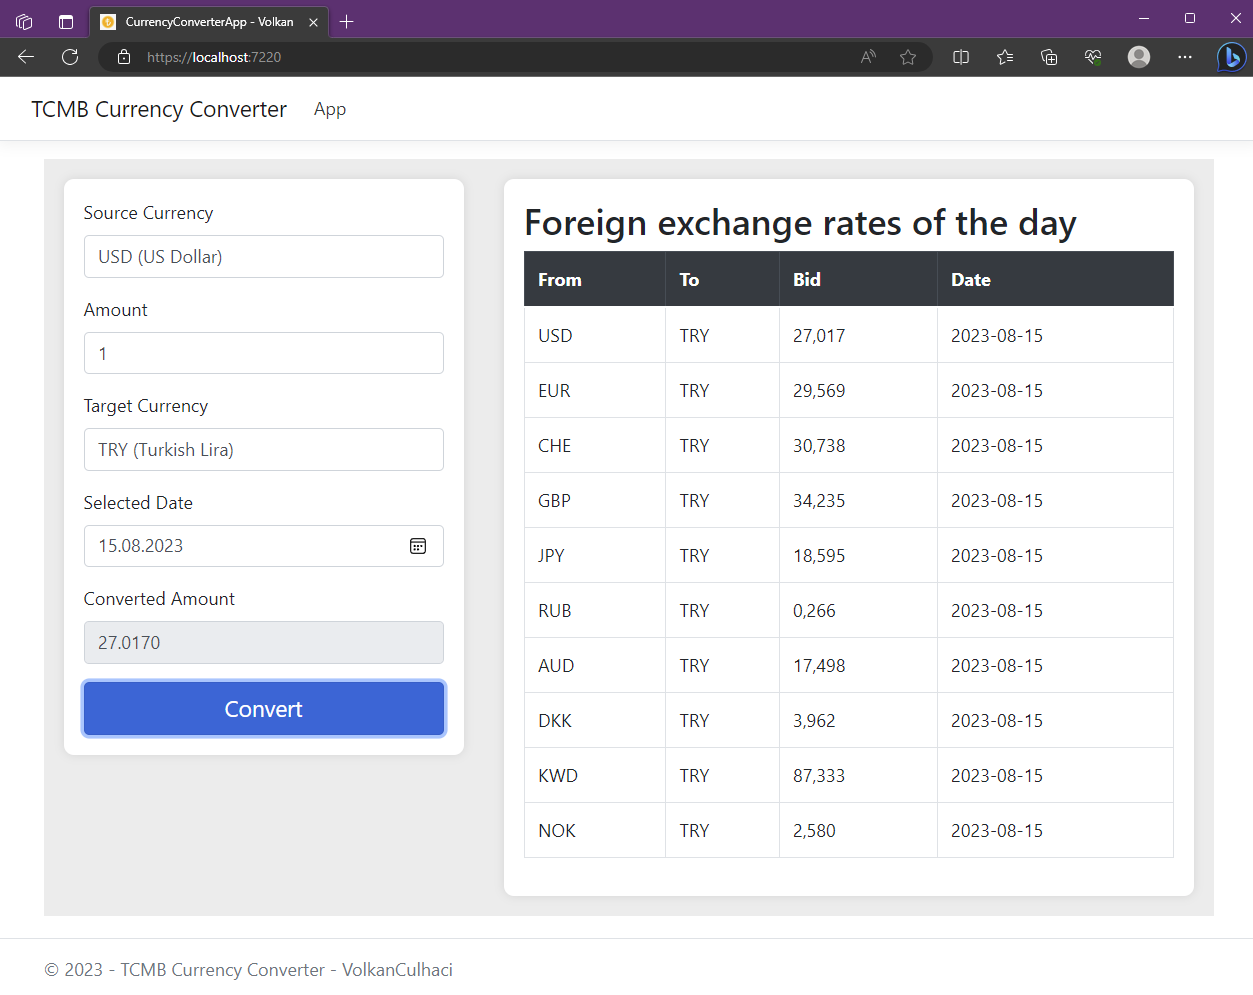 CurrencyConverterApp - Volkan
https://localhost:7220
TCMB Currency Converter App
Source Currency
USD (US Dollar)
Amount
1
Target Currency
TRY (Turkish Lira)
Selected Date
15.08.2023
Converted Amount
27.0170
Convert
Foreign exchange rates of the day
From To Bid Date
USD TRY 27,017 2023-08-15
EUR TRY 29,569 2023-08-15
CHE TRY 30,738 2023-08-15
GBP TRY 34,235 2023-08-15
JPY TRY 18,595 2023-08-15
RUB TRY 0,266 2023-08-15
AUD TRY 17,498 2023-08-15
DKK TRY 3,962 2023-08-15
KWD TRY 87,333 2023-08-15
NOK TRY 2,580 2023-08-15
© 2023 - TCMB Currency Converter - VolkanCulhaci